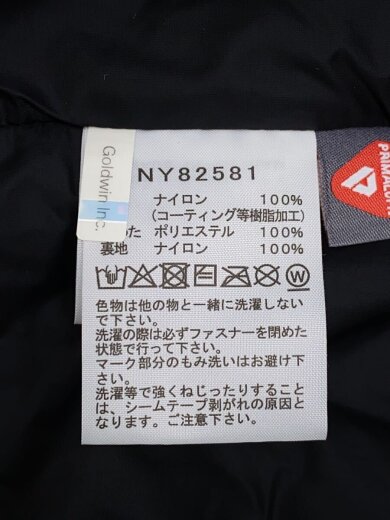 Goldwin Inc.
NY82581
ナイロン 100%
(コーティング等樹脂加工)
た ポリエステル 100%
裏地 ナイロン 100%
色物は他の物と一緒に洗濯しない
で下さい。
洗濯の際は必ずファスナーを閉めた
状態で行って下さい。
マーク部分のもみ洗いはお避け下
さい。
洗濯等で強くねじったりすること
は、シームテープ剥がれの原因と
なります。ご注意下さい。